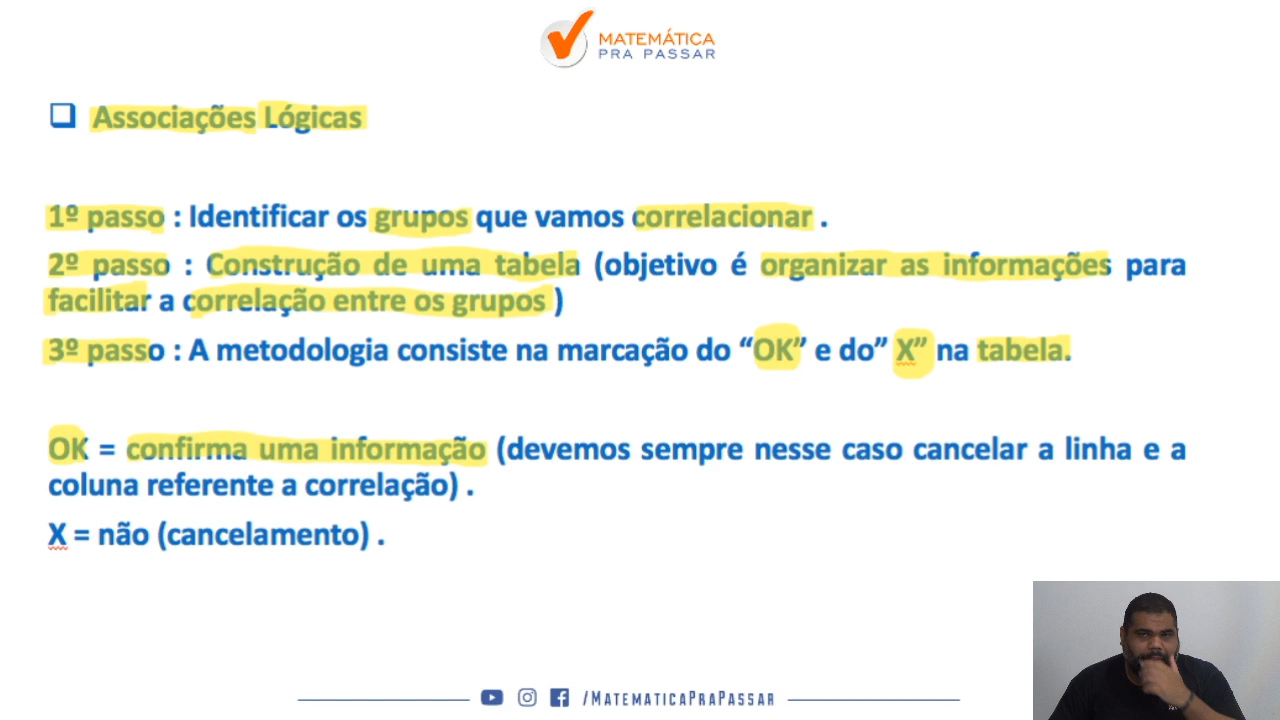 MATEMÁTICA
PRA PASSAR
Associações Lógicas
1º passo : Identificar os grupos que vamos correlacionar .
2º passo : Construção de uma tabela (objetivo é organizar as informações para
facilitar a correlação entre os grupos )
3º passo : A metodologia consiste na marcação do “OK” e do” X” na tabela.
OK = confirma uma informação (devemos sempre nesse caso cancelar a linha e a
coluna referente a correlação) .
X = não (cancelamento) .
/MATEMATICAPRAPASSAR